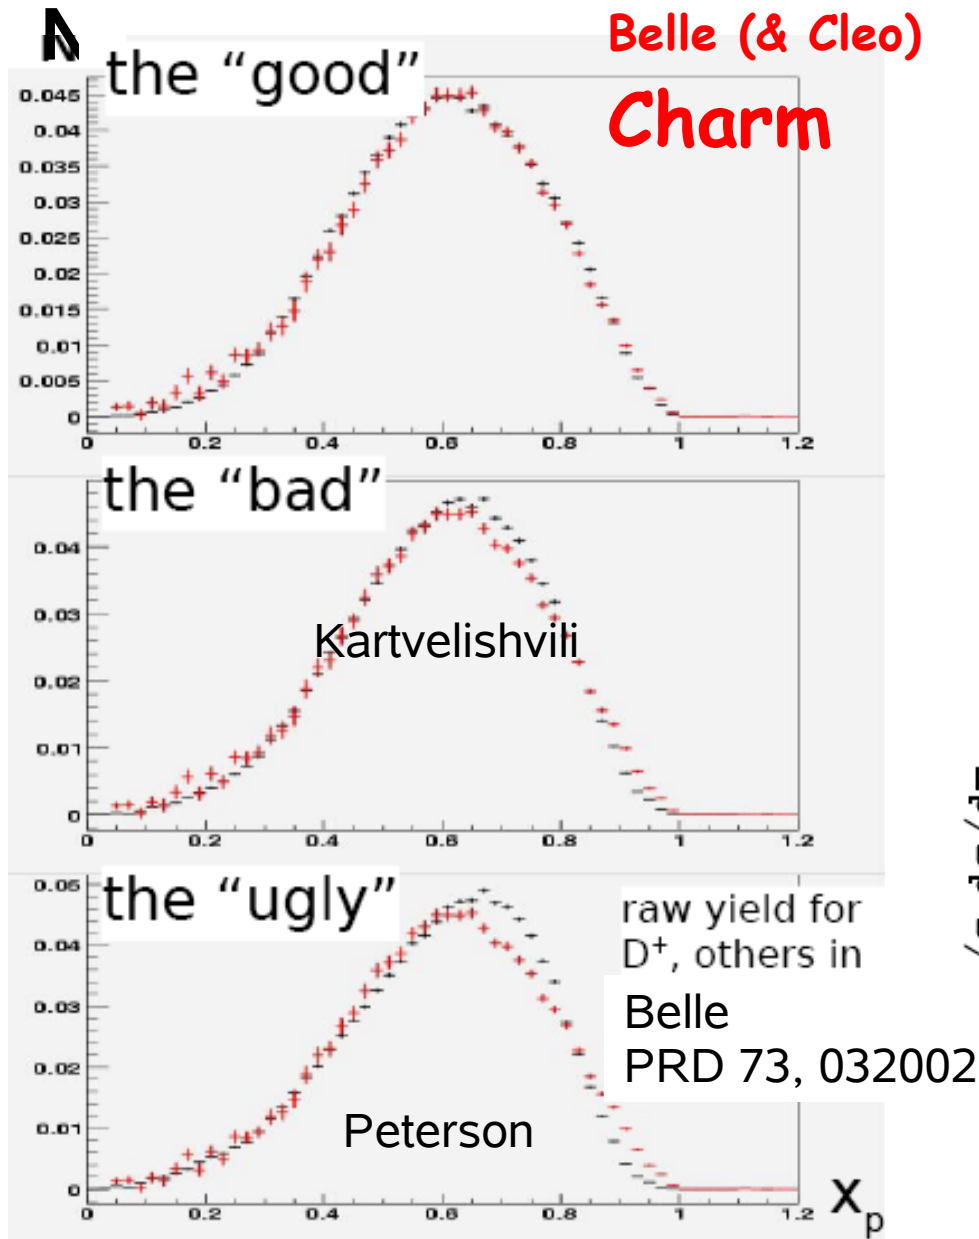 N
Belle (& Cleo)
Charm
the "good"
0.045
0.04
0.035
0.03
0.025
0.02
0.015
0.01
0.005
0
0 0.2 0.4 0.6 0.8 1 1.2
the "bad"
0.04
0.03
0.02
0.01
0
Kartvelishvili
0 0.2 0.4 0.6 0.8 1 1.2
the "ugly"
0.05
0.04
0.03
0.02
0.01
0
raw yield for
D⁺, others in
Belle
PRD 73, 032002
Peterson
0 0.2 0.4 0.6 0.8 1 1.2
xₚ